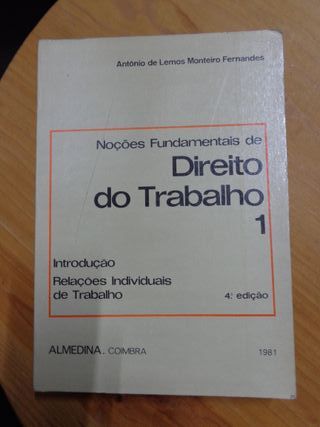 António de Lemos Monteiro Fernandes
Noções Fundamentais de
Direito
do Trabalho
1
Introdução
Relações Individuais
de Trabalho
4.ª edição
ALMEDINA. COIMBRA
1981